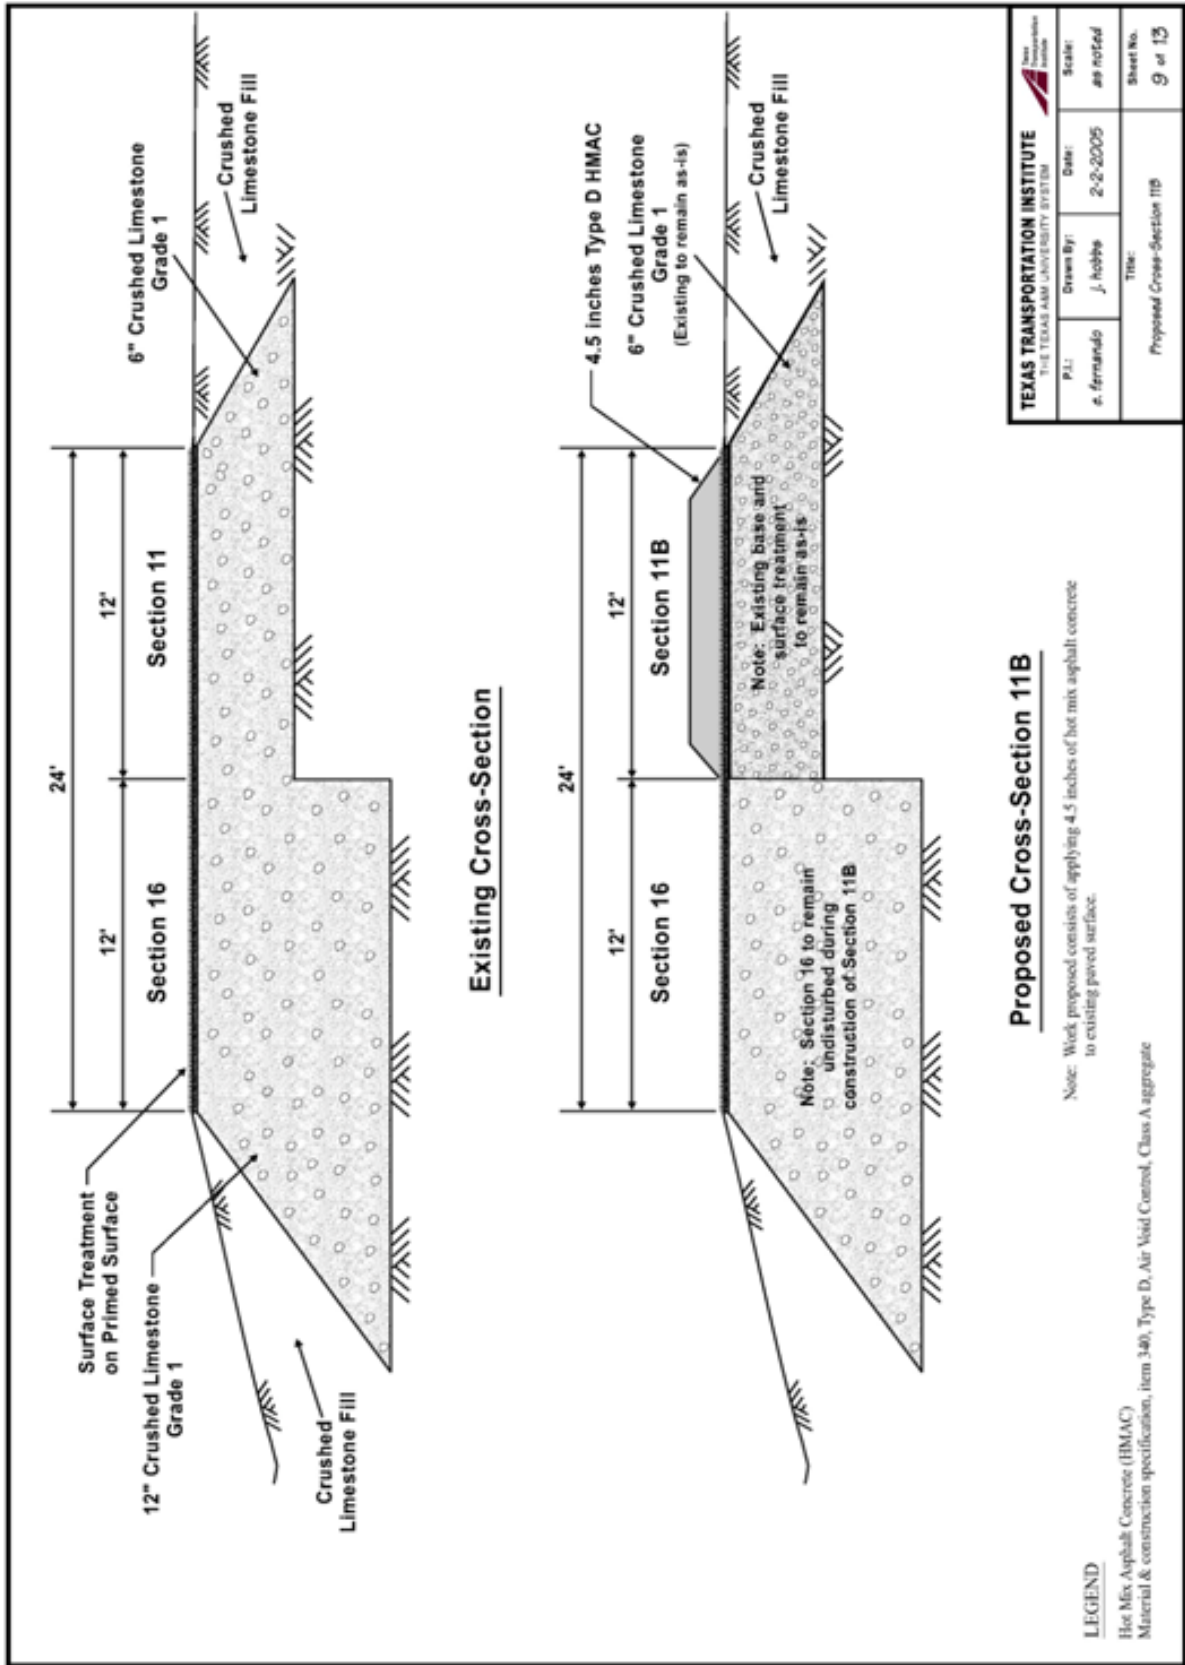 24'
12'
12'
Section 16
Section 11
Surface Treatment
on Primed Surface
12" Crushed Limestone
Grade 1
Crushed
Limestone Fill
6" Crushed Limestone
Grade 1
Crushed
Limestone Fill
Existing Cross-Section
24'
12'
12'
Section 16
Section 11B
4.5 inches Type D HMAC
6" Crushed Limestone
Grade 1
(Existing to remain as-is)
Crushed
Limestone Fill
Note: Section 16 to remain
undisturbed during
construction of Section 11B
Note: Existing base and
surface treatment
to remain as-is
Proposed Cross-Section 11B
Note: Work proposed consists of applying 4.5 inches of hot mix asphalt concrete
to existing paved surface.
LEGEND
Hot Mix Asphalt Concrete (HMAC)
Material & construction specification, item 340, Type D, Air Void Control, Class A aggregate
TEXAS TRANSPORTATION INSTITUTE
THE TEXAS A&M UNIVERSITY SYSTEM
Texas
Transportation
Institute
P.I.:
e. fernando
Drawn By:
j. hobbs
Date:
2-2-2005
Scale:
as noted
Title:
Proposed Cross-Section 11B
Sheet No.
9 of 13